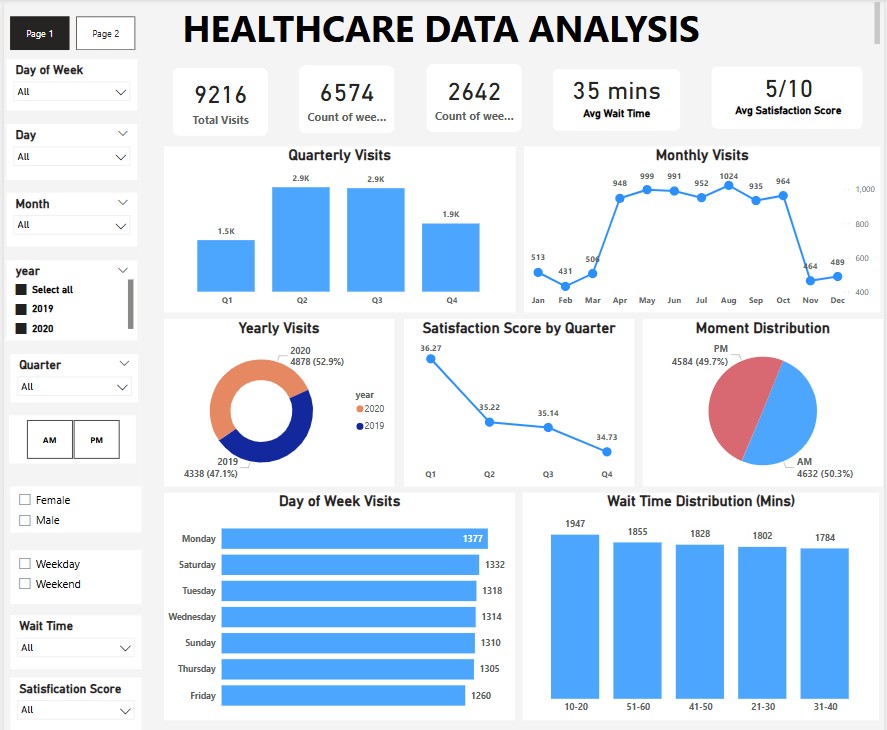 HEALTHCARE DATA ANALYSIS
Page 1
Page 2
Day of Week
All
Day
All
Month
All
year
Select all
2019
2020
Quarter
All
AM
PM
Female
Male
Weekday
Weekend
Wait Time
All
Satisfication Score
All
9216
Total Visits
6574
Count of wee...
2642
Count of wee...
35 mins
Avg Wait Time
5/10
Avg Satisfaction Score
Quarterly Visits
1.5K
2.9K
2.9K
1.9K
Q1
Q2
Q3
Q4
Monthly Visits
513
431
506
948
999
991
952
1024
935
964
464
489
1,000
800
600
400
Jan
Feb
Mar
Apr
May
Jun
Jul
Aug
Sep
Oct
Nov
Dec
Yearly Visits
2020
4878 (52.9%)
2019
4338 (47.1%)
year
2020
2019
Satisfaction Score by Quarter
36.27
35.22
35.14
34.73
Q1
Q2
Q3
Q4
Moment Distribution
PM
4584 (49.7%)
AM
4632 (50.3%)
Day of Week Visits
Monday 1377
Saturday 1332
Tuesday 1318
Wednesday 1314
Sunday 1310
Thursday 1305
Friday 1260
Wait Time Distribution (Mins)
1947
1855
1828
1802
1784
10-20
51-60
41-50
21-30
31-40